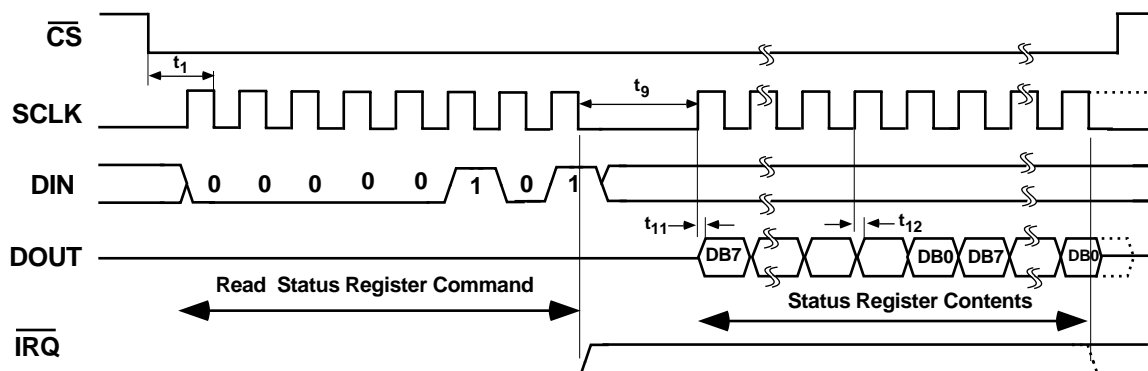 CS
t1
SCLK
t9
DIN
0 0 0 0 0 1 0 1
t11
t12
DOUT
DB7 DB0 DB7 DB0
Read Status Register Command
Status Register Contents
IRQ